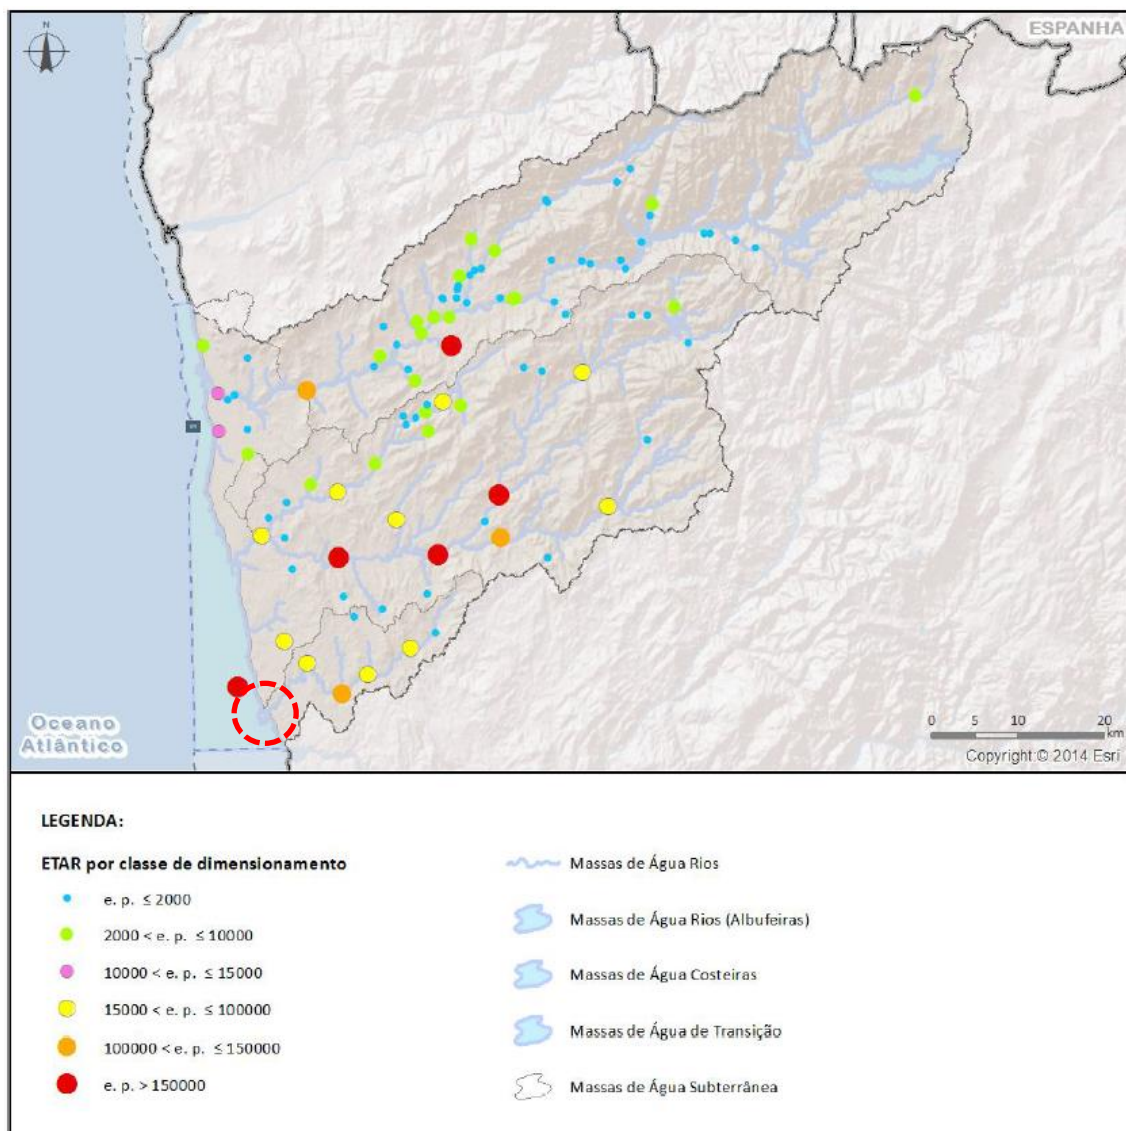 N
ESPANHA
Oceano
Atlântico
0 5 10 20
km
Copyright © 2014 Esri
LEGENDA:
ETAR por classe de dimensionamento
e. p. ≤ 2000
2000 < e. p. ≤ 10000
10000 < e. p. ≤ 15000
15000 < e. p. ≤ 100000
100000 < e. p. ≤ 150000
e. p. > 150000
Massas de Água Rios
Massas de Água Rios (Albufeiras)
Massas de Água Costeiras
Massas de Água de Transição
Massas de Água Subterrânea